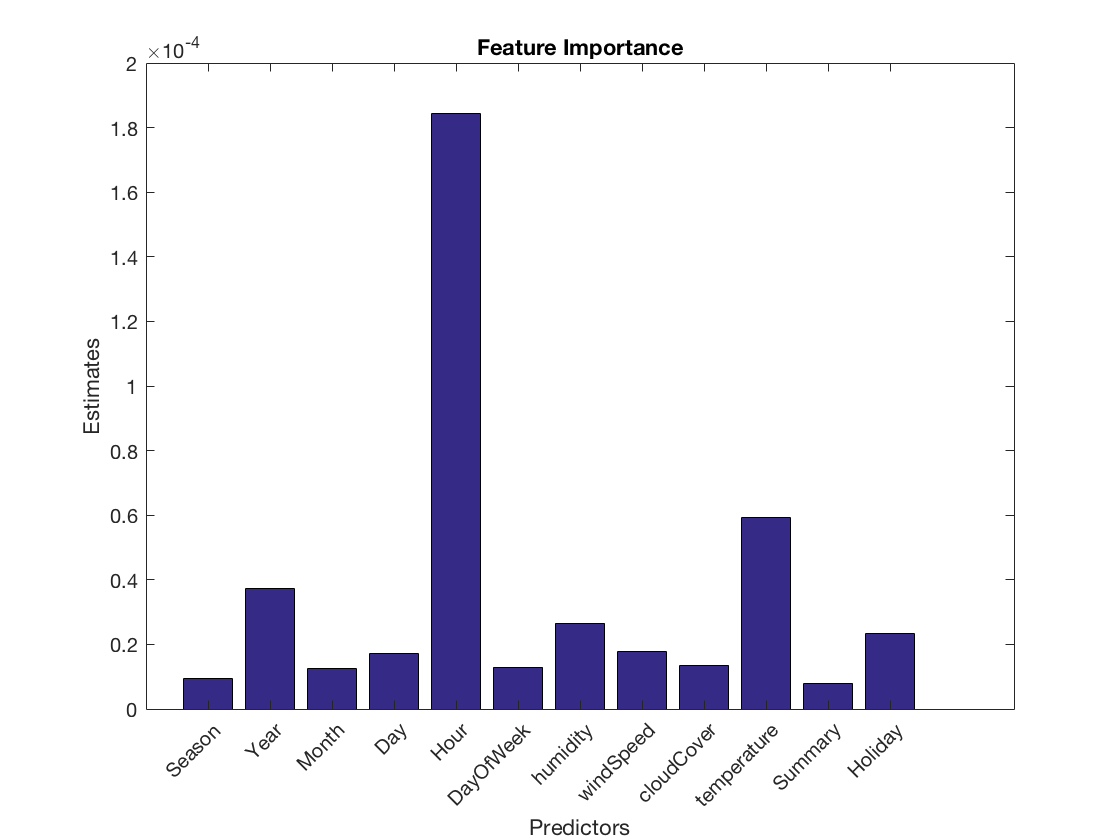 Feature Importance
×10-4
2
1.8
1.6
1.4
1.2
1
0.8
0.6
0.4
0.2
0
Estimates
Season
Year
Month
Day
Hour
DayOfWeek
humidity
windSpeed
cloudCover
temperature
Summary
Holiday
Predictors